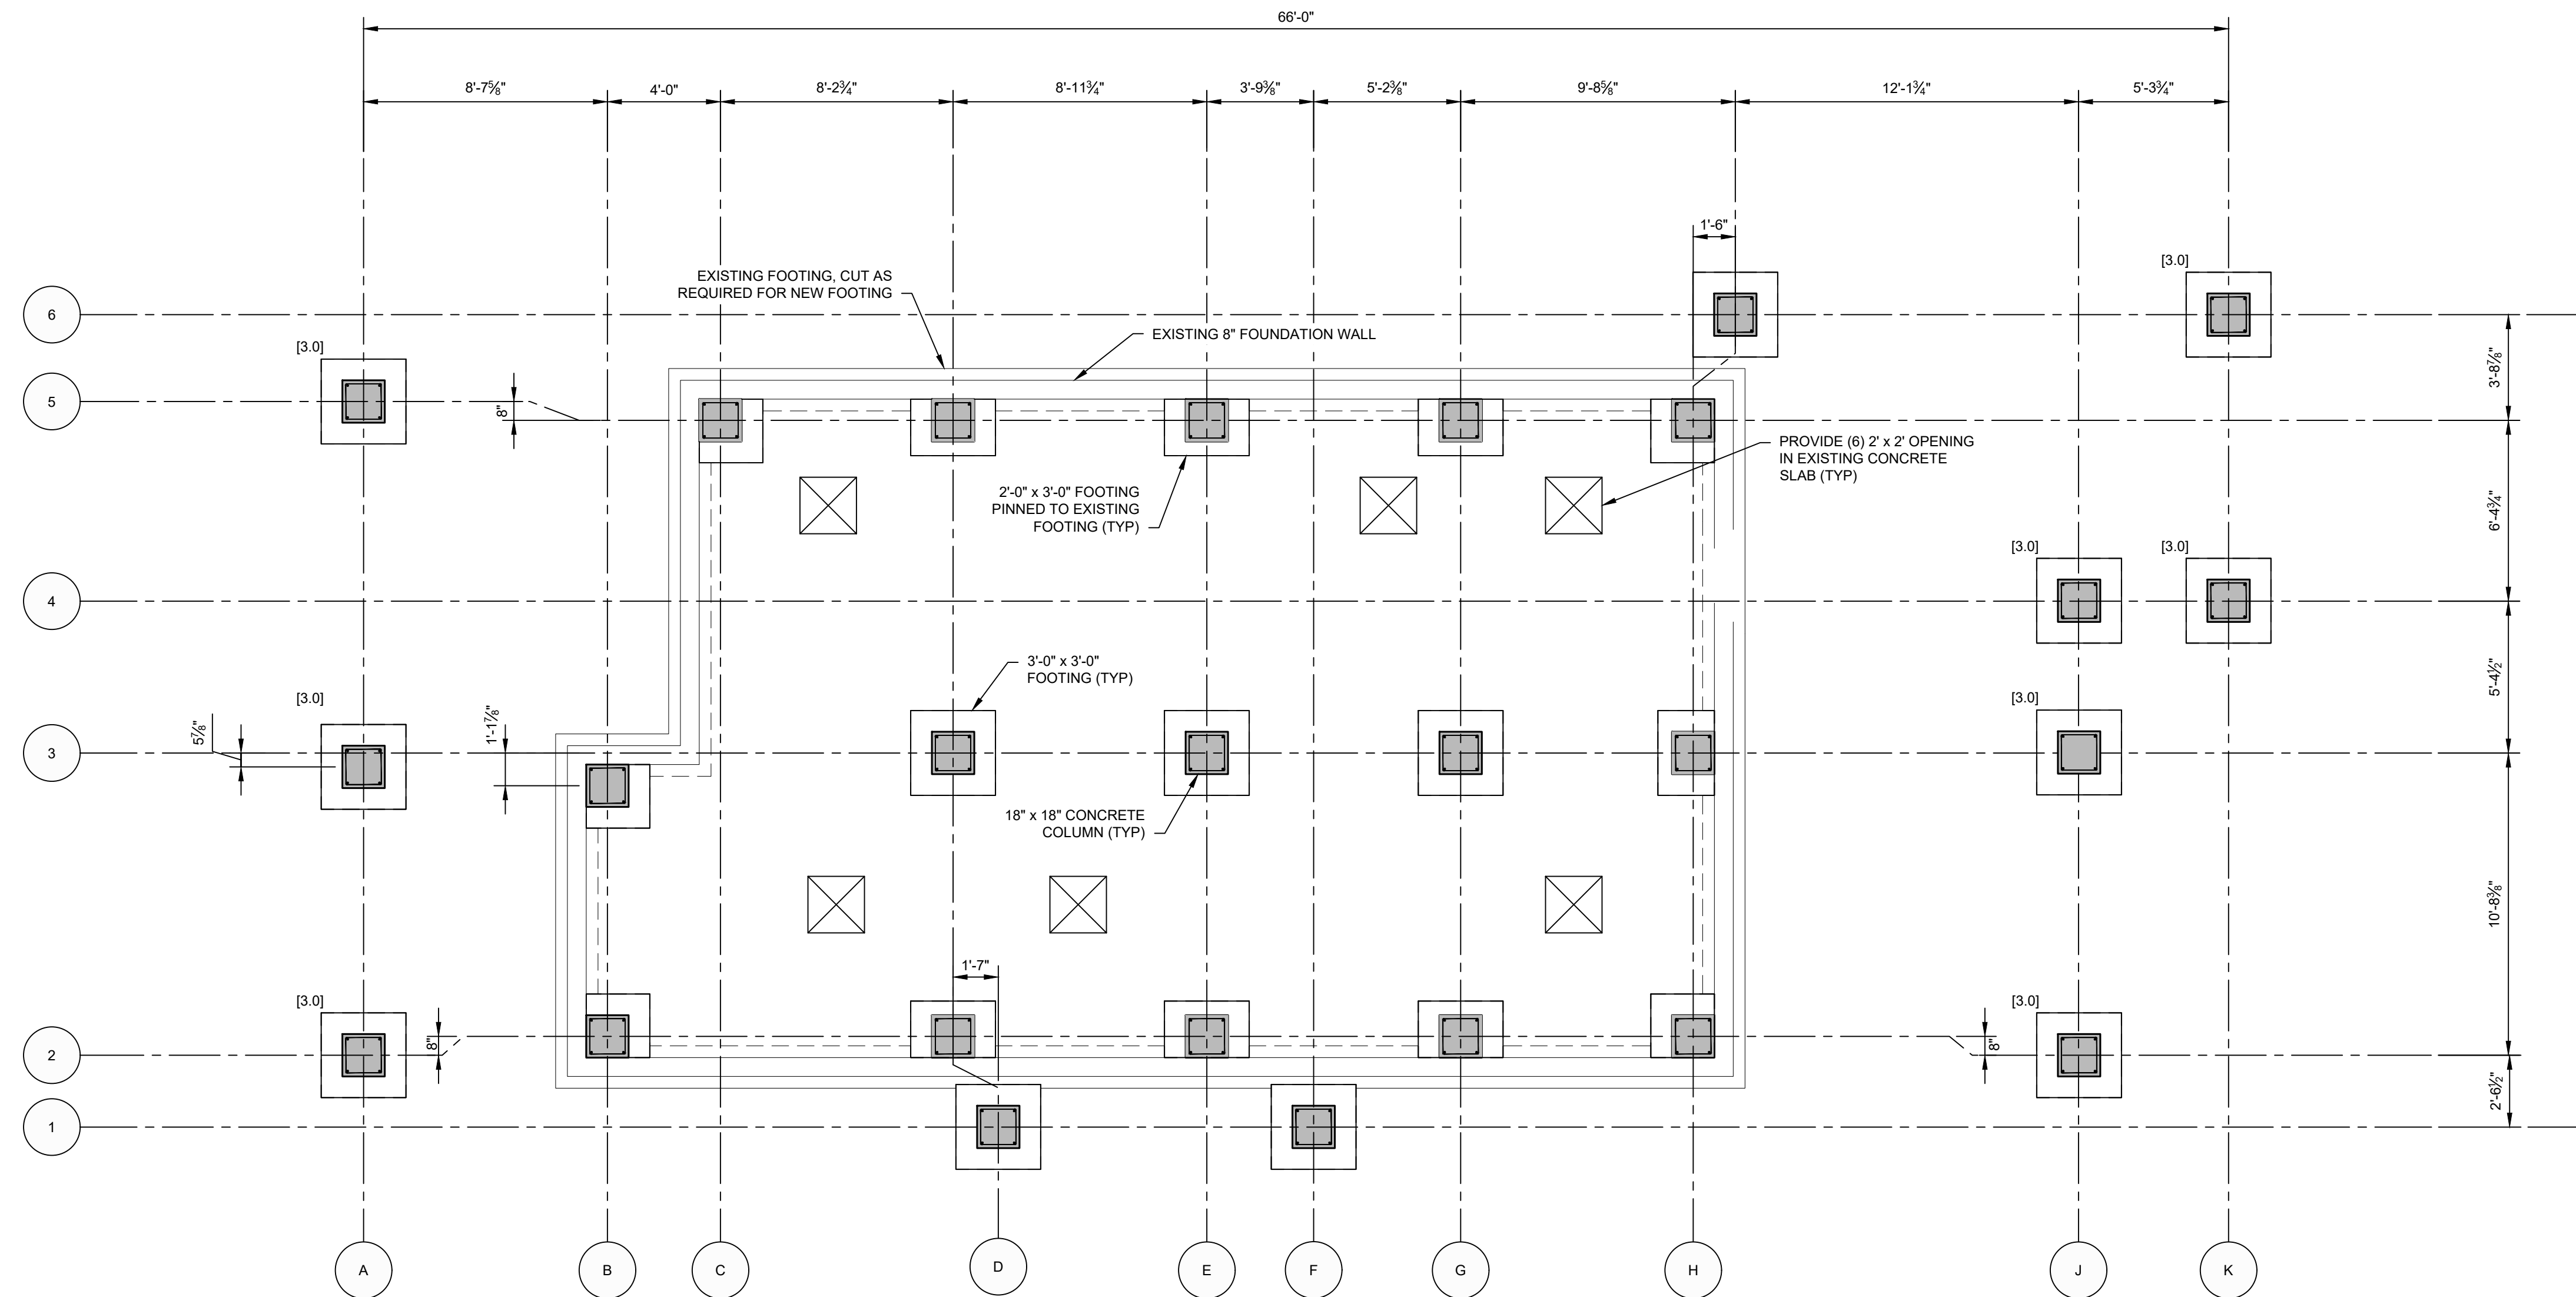 66'-0"
8'-7⅝"
4'-0"
8'-2¾"
8'-11¾"
3'-9⅜"
5'-2⅜"
9'-8⅝"
12'-1¾"
5'-3¾"
1'-6"
EXISTING FOOTING, CUT AS
REQUIRED FOR NEW FOOTING
[3.0]
6
EXISTING 8" FOUNDATION WALL
[3.0]
3'-8⅞"
5
8"
PROVIDE (6) 2' x 2' OPENING
IN EXISTING CONCRETE
SLAB (TYP)
2'-0" x 3'-0" FOOTING
PINNED TO EXISTING
FOOTING (TYP)
6'-4¾"
[3.0]
[3.0]
4
3'-0" x 3'-0"
FOOTING (TYP)
5'-4½"
[3.0]
[3.0]
5⅞"
1'-1⅞"
3
18" x 18" CONCRETE
COLUMN (TYP)
10'-8⅜"
1'-7"
[3.0]
[3.0]
8"
8"
2
2'-6½"
1
A
B
C
D
E
F
G
H
J
K